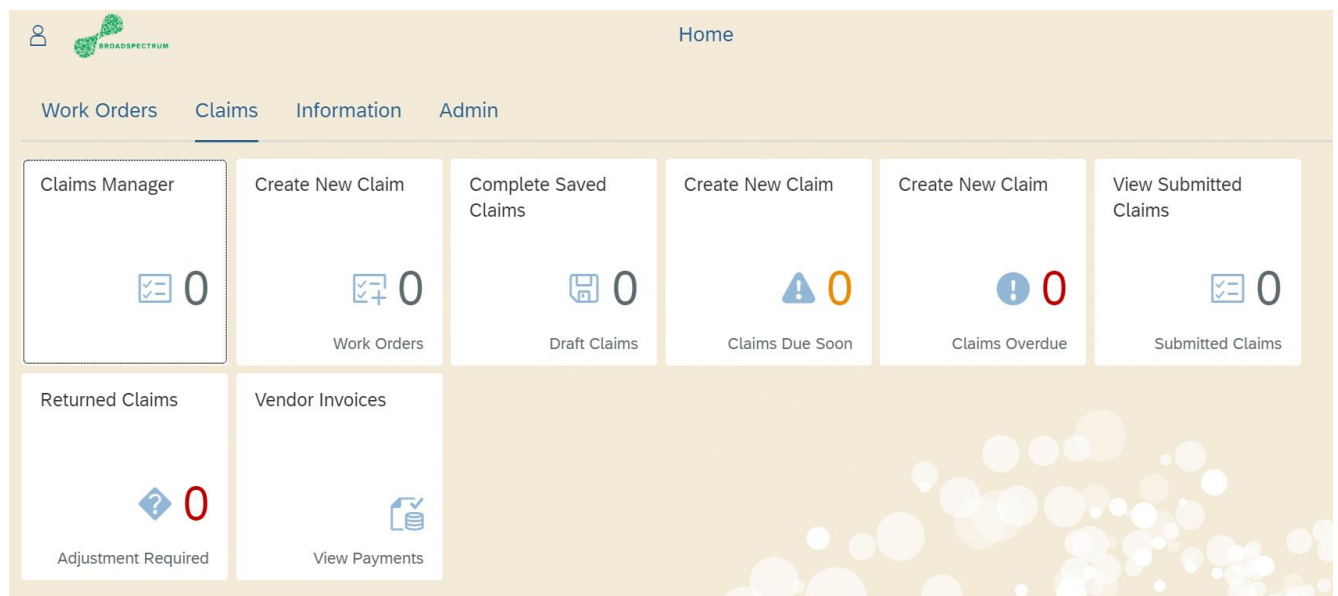 BROADSPECTRUM
Home
Work Orders
Claims
Information
Admin
Claims Manager
0
Create New Claim
0
Work Orders
Complete Saved
Claims
0
Draft Claims
Create New Claim
0
Claims Due Soon
Create New Claim
0
Claims Overdue
View Submitted
Claims
0
Submitted Claims
Returned Claims
0
Adjustment Required
Vendor Invoices
View Payments